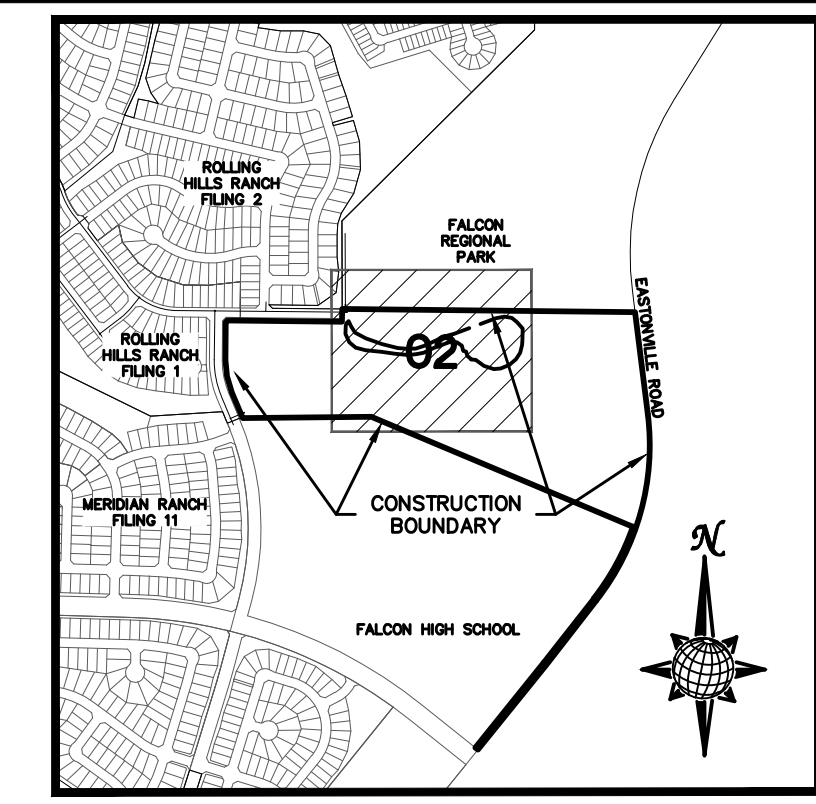 ROLLING
HILLS RANCH
FILING 2
FALCON
REGIONAL
PARK
EASTONVILLE ROAD
ROLLING
HILLS RANCH
FILING 1
02
MERIDIAN RANCH
FILING 11
CONSTRUCTION
BOUNDARY
N
FALCON HIGH SCHOOL